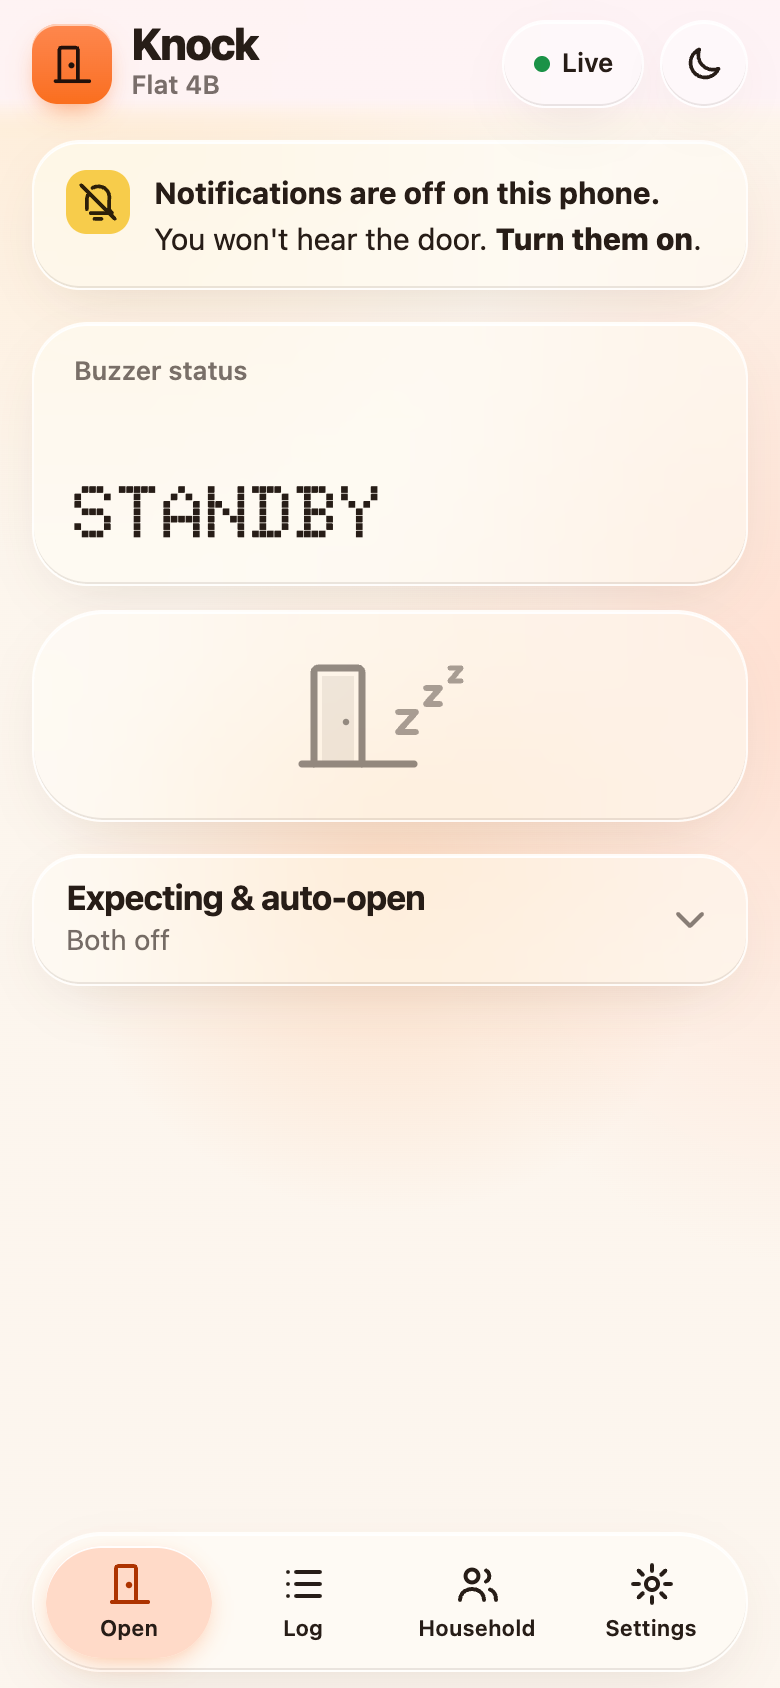 Knock
Flat 4B
Live
Notifications are off on this phone.
You won't hear the door. Turn them on.
Buzzer status
STANDBY
z z z
Expecting & auto-open
Both off
Open
Log
Household
Settings